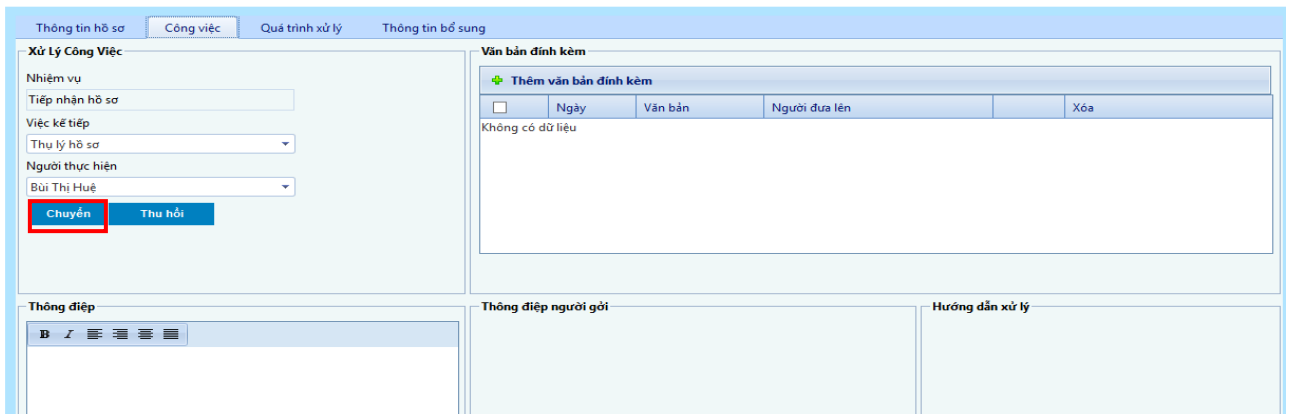 Thông tin hồ sơ Công việc Quá trình xử lý Thông tin bổ sung
Xử Lý Công Việc
Nhiệm vụ
Tiếp nhận hồ sơ
Việc kế tiếp
Thụ lý hồ sơ
Người thực hiện
Bùi Thị Huệ
Chuyển Thu hồi
Văn bản đính kèm
Thêm văn bản đính kèm
Ngày Văn bản Người đưa lên Xóa
Không có dữ liệu
Thông điệp
B I
Thông điệp người gởi
Hướng dẫn xử lý